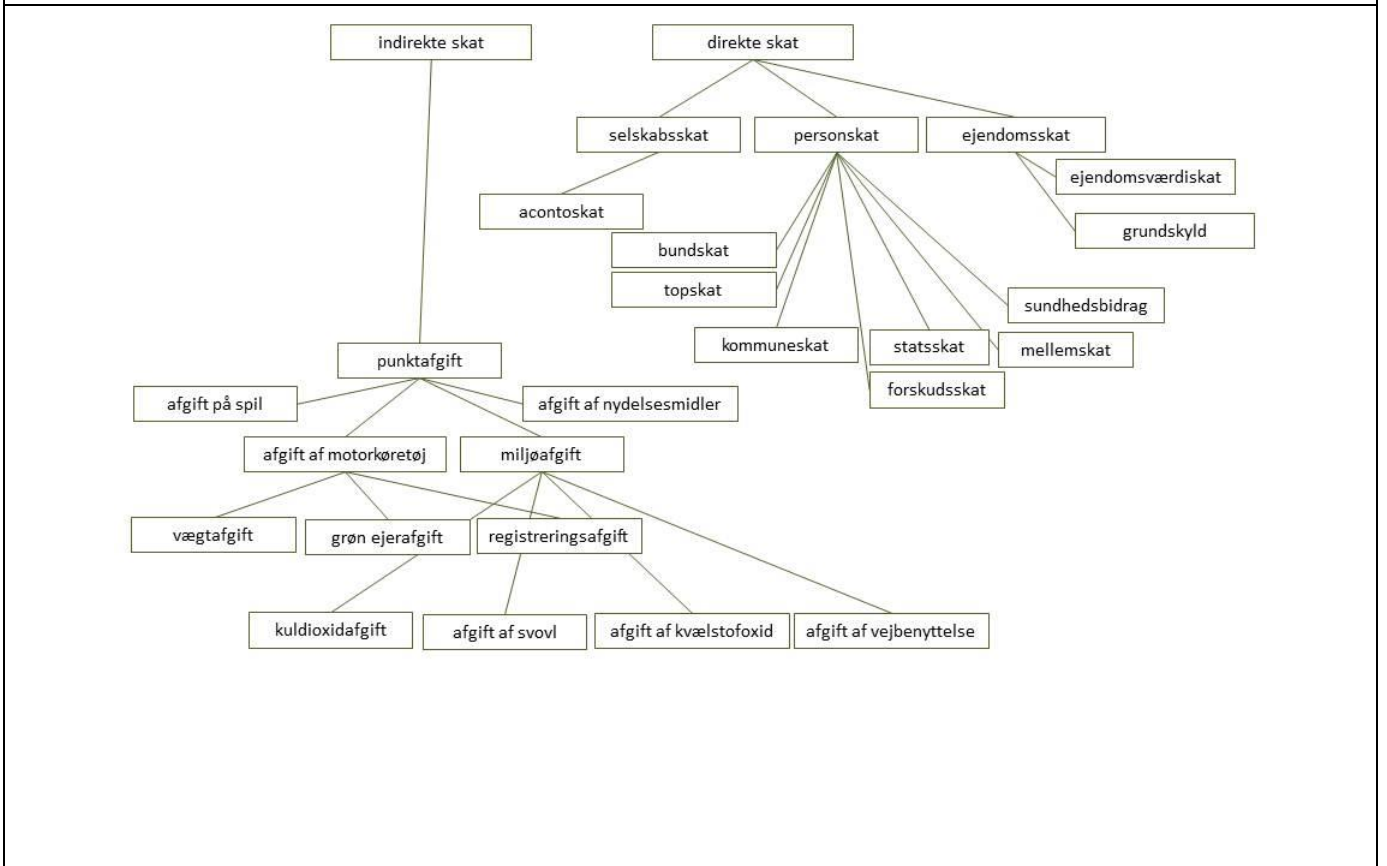 indirekte skat
direkte skat
selskabsskat
personskat
ejendomsskat
ejendomsværdiskat
acontoskat
grundskyld
bundskat
topskat
sundhedsbidrag
kommuneskat
statsskat
mellemskat
punktafgift
forskudsskat
afgift på spil
afgift af nydelsesmidler
afgift af motorkøretøj
miljøafgift
vægtafgift
grøn ejerafgift
registreringsafgift
kuldioxidafgift
afgift af svovl
afgift af kvælstofoxid
afgift af vejbenyttelse